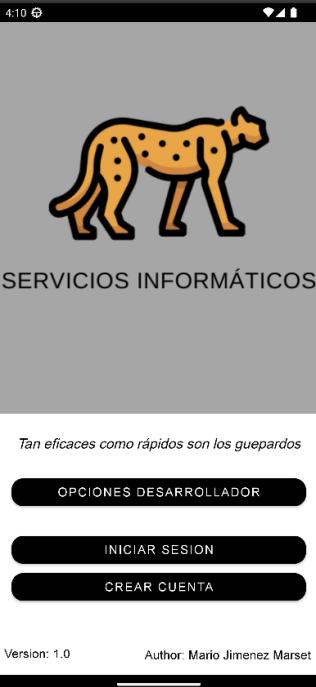 4:10
SERVICIOS INFORMÁTICOS
Tan eficaces como rápidos son los guepardos
OPCIONES DESARROLLADOR
INICIAR SESION
CREAR CUENTA
Version: 1.0
Author: Mario Jimenez Marset